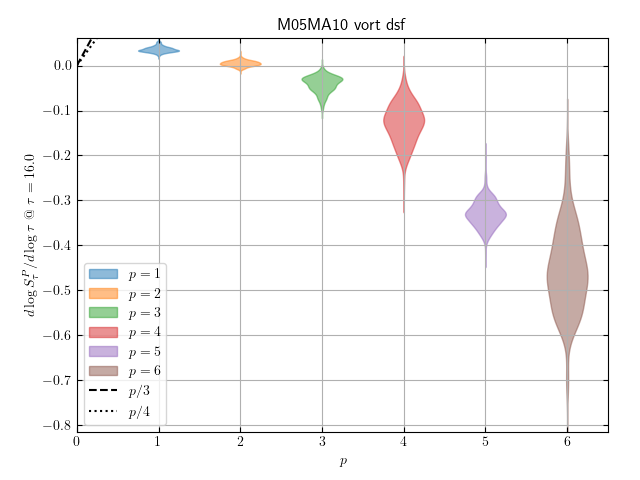 M05MA10 vort dsf
d log S_τ^P / d log τ @ τ = 16.0
0.0
−0.1
−0.2
−0.3
−0.4
−0.5
−0.6
−0.7
−0.8
p = 1
p = 2
p = 3
p = 4
p = 5
p = 6
p/3
p/4
0 1 2 3 4 5 6
p